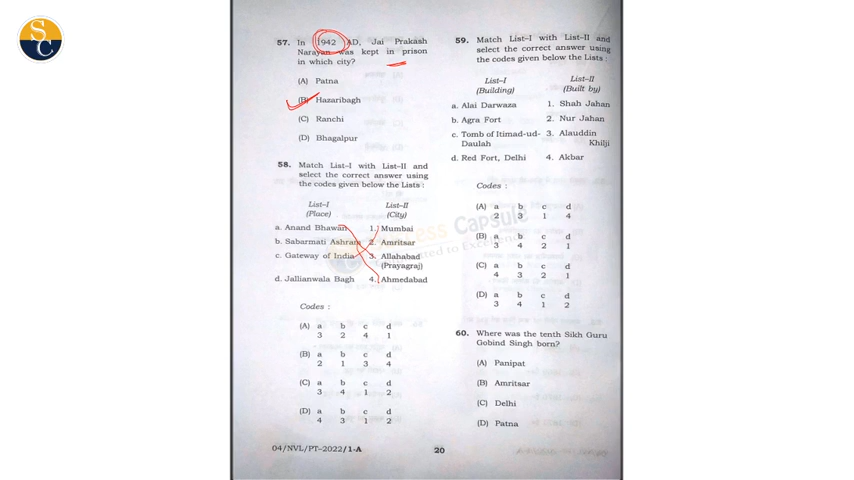 S
C
57. In 1942 AD, Jai Prakash
Narayan was kept in prison
in which city?
(A) Patna
(B) Hazaribagh
(C) Ranchi
(D) Bhagalpur
58. Match List-I with List-II and
select the correct answer using
the codes given below the Lists :
List-I List-II
(Place) (City)
a. Anand Bhawan 1. Mumbai
b. Sabarmati Ashram 2. Amritsar
c. Gateway of India 3. Allahabad
(Prayagraj)
d. Jallianwala Bagh 4. Ahmedabad
Codes :
(A) a b c d
3 2 4 1
(B) a b c d
2 1 3 4
(C) a b c d
3 4 1 2
(D) a b c d
4 3 1 2
04/NVL/PT-2022/1-A
20
59. Match List-I with List-II and
select the correct answer using
the codes given below the Lists :
List-I List-II
(Building) (Built by)
a. Alai Darwaza 1. Shah Jahan
b. Agra Fort 2. Nur Jahan
c. Tomb of Itimad-ud- 3. Alauddin
Daulah Khilji
d. Red Fort, Delhi 4. Akbar
Codes :
(A) a b c d
2 3 1 4
(B) a b c d
3 4 2 1
(C) a b c d
4 3 2 1
(D) a b c d
3 4 1 2
60. Where was the tenth Sikh Guru
Gobind Singh born?
(A) Panipat
(B) Amritsar
(C) Delhi
(D) Patna
Capsule